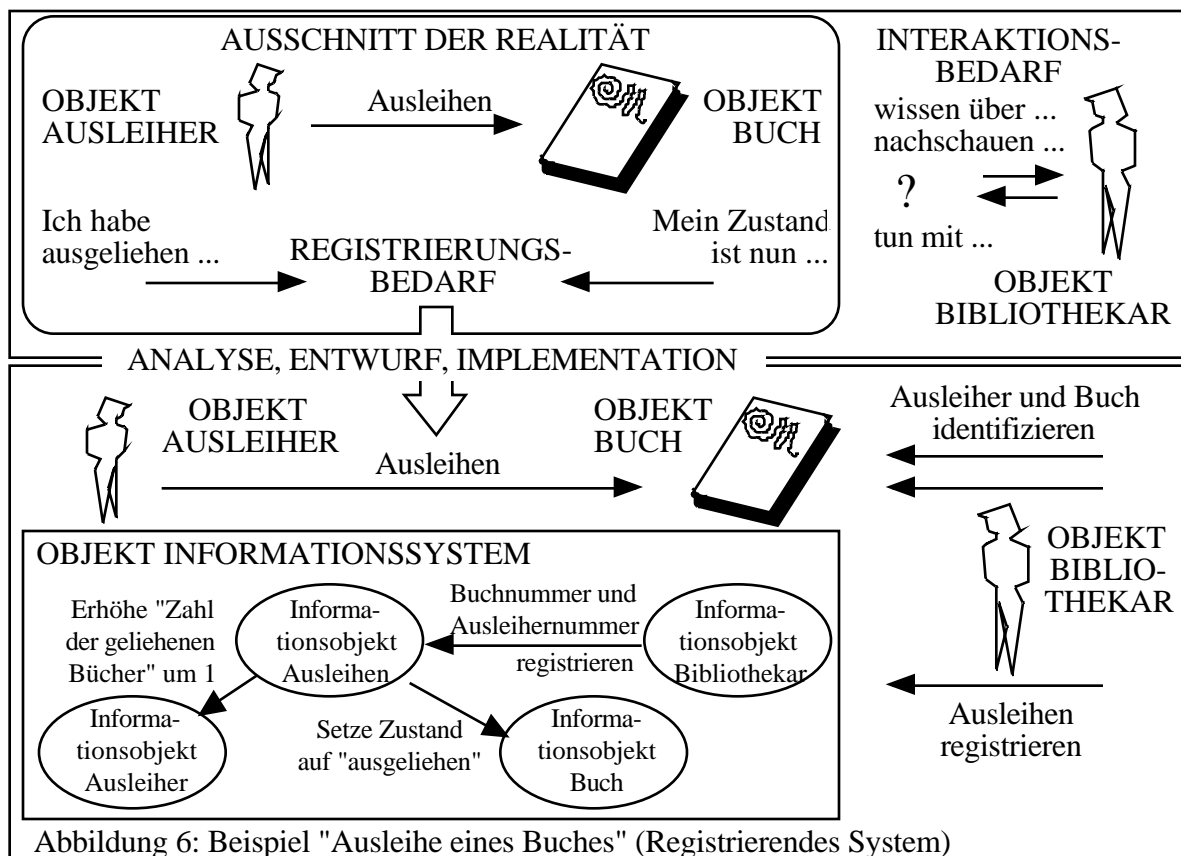 AUSSCHNITT DER REALITÄT
OBJEKT
AUSLEIHER
Ausleihen
OBJEKT
BUCH
Ich habe
ausgeliehen ...
REGISTRIERUNGS-
BEDARF
Mein Zustand
ist nun ...
INTERAKTIONS-
BEDARF
wissen über ...
nachschauen ...
?
tun mit ...
OBJEKT
BIBLIOTHEKAR
ANALYSE, ENTWURF, IMPLEMENTATION
OBJEKT
AUSLEIHER
Ausleihen
OBJEKT
BUCH
Ausleiher und Buch
identifizieren
OBJEKT
BIBLIO-
THEKAR
Ausleihen
registrieren
OBJEKT INFORMATIONSSYSTEM
Erhöhe "Zahl
der geliehenen
Bücher" um 1
Informa-
tionsobjekt
Ausleihen
Buchnummer und
Ausleihernummer
registrieren
Informa-
tionsobjekt
Bibliothekar
Informa-
tionsobjekt
Ausleiher
Setze Zustand
auf "ausgeliehen"
Informa-
tionsobjekt
Buch
Abbildung 6: Beispiel "Ausleihe eines Buches" (Registrierendes System)